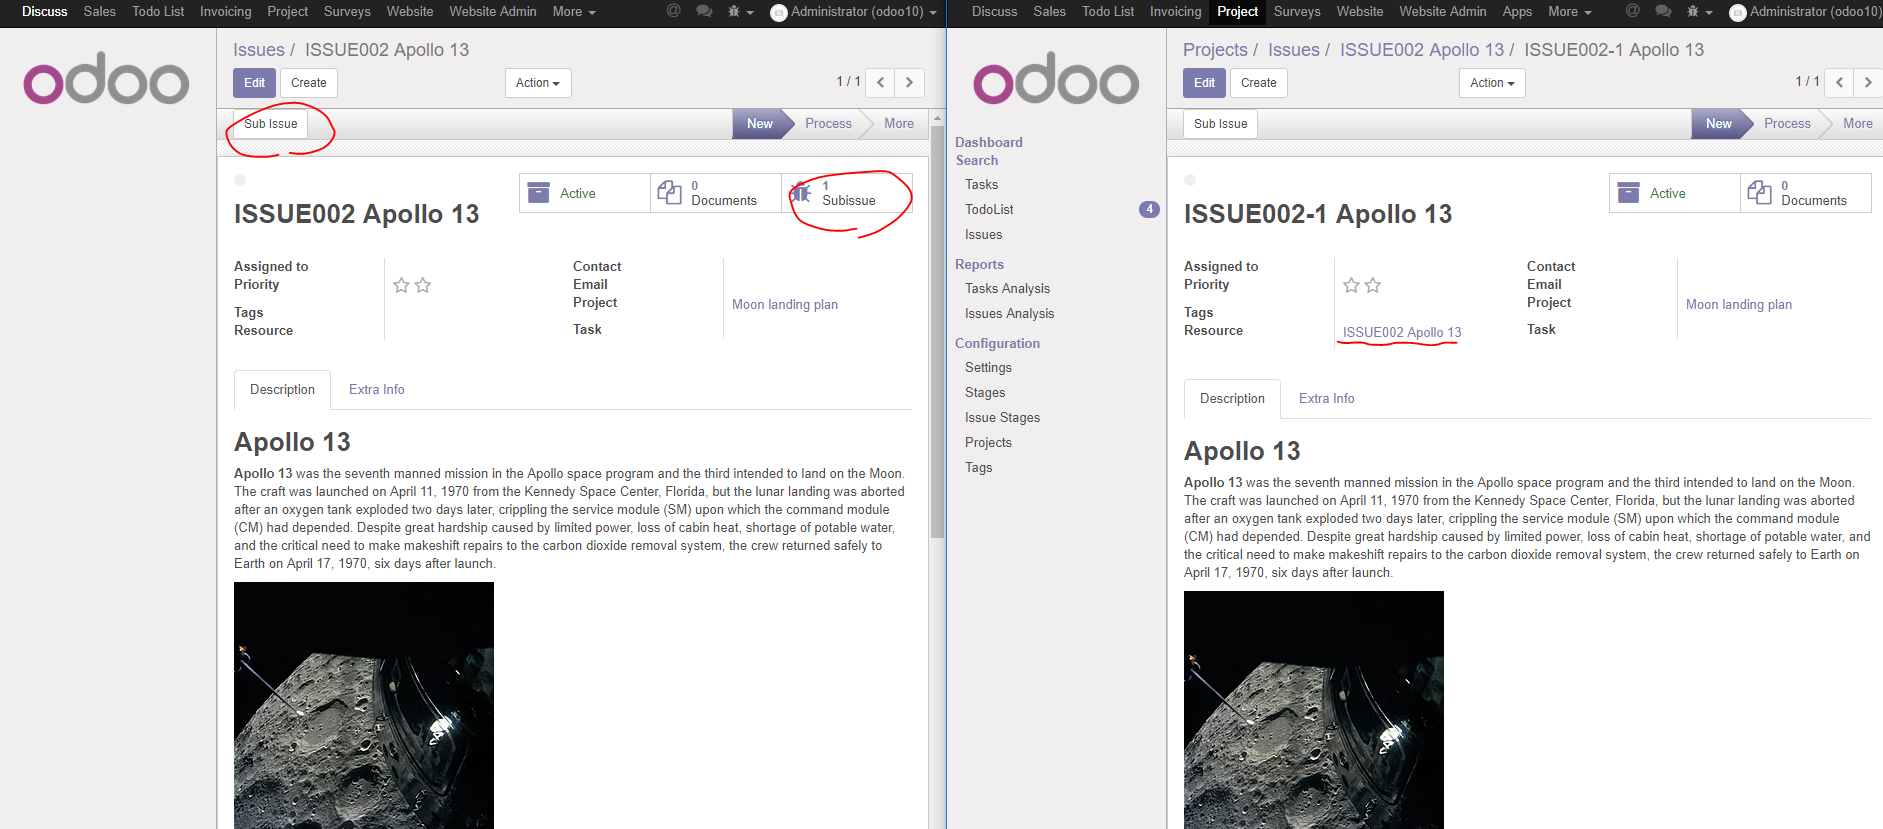 Discuss Sales Todo List Invoicing Project Surveys Website Website Admin More @ Administrator (odoo10)
odoo
Issues / ISSUE002 Apollo 13
Edit Create Action 1 / 1
Sub Issue New Process More
Active 0 Documents 1 Subissue
ISSUE002 Apollo 13
Assigned to Contact
Priority Email
Project Moon landing plan
Tags
Resource Task
Description Extra Info
Apollo 13
Apollo 13 was the seventh manned mission in the Apollo space program and the third intended to land on the Moon.
The craft was launched on April 11, 1970 from the Kennedy Space Center, Florida, but the lunar landing was aborted
after an oxygen tank exploded two days later, crippling the service module (SM) upon which the command module
(CM) had depended. Despite great hardship caused by limited power, loss of cabin heat, shortage of potable water,
and the critical need to make makeshift repairs to the carbon dioxide removal system, the crew returned safely to
Earth on April 17, 1970, six days after launch.
Discuss Sales Todo List Invoicing Project Surveys Website Website Admin Apps More @ Administrator (odoo10)
odoo
Dashboard
Search
Tasks
TodoList 4
Issues
Reports
Tasks Analysis
Issues Analysis
Configuration
Settings
Stages
Issue Stages
Projects
Tags
Projects / Issues / ISSUE002 Apollo 13 / ISSUE002-1 Apollo 13
Edit Create Action 1 / 1
Sub Issue New Process More
Active 0 Documents
ISSUE002-1 Apollo 13
Assigned to Contact
Priority Email
Project Moon landing plan
Tags
Resource ISSUE002 Apollo 13 Task
Description Extra Info
Apollo 13
Apollo 13 was the seventh manned mission in the Apollo space program and the third intended to land on the Moon.
The craft was launched on April 11, 1970 from the Kennedy Space Center, Florida, but the lunar landing was aborted
after an oxygen tank exploded two days later, crippling the service module (SM) upon which the command module
(CM) had depended. Despite great hardship caused by limited power, loss of cabin heat, shortage of potable water, and
the critical need to make makeshift repairs to the carbon dioxide removal system, the crew returned safely to Earth on
April 17, 1970, six days after launch.